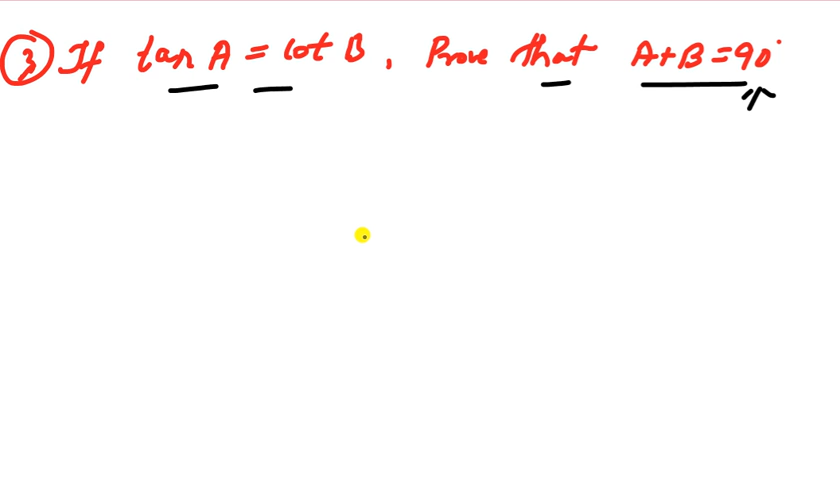 ③ If tan A = cot B, Prove that A+B=90°